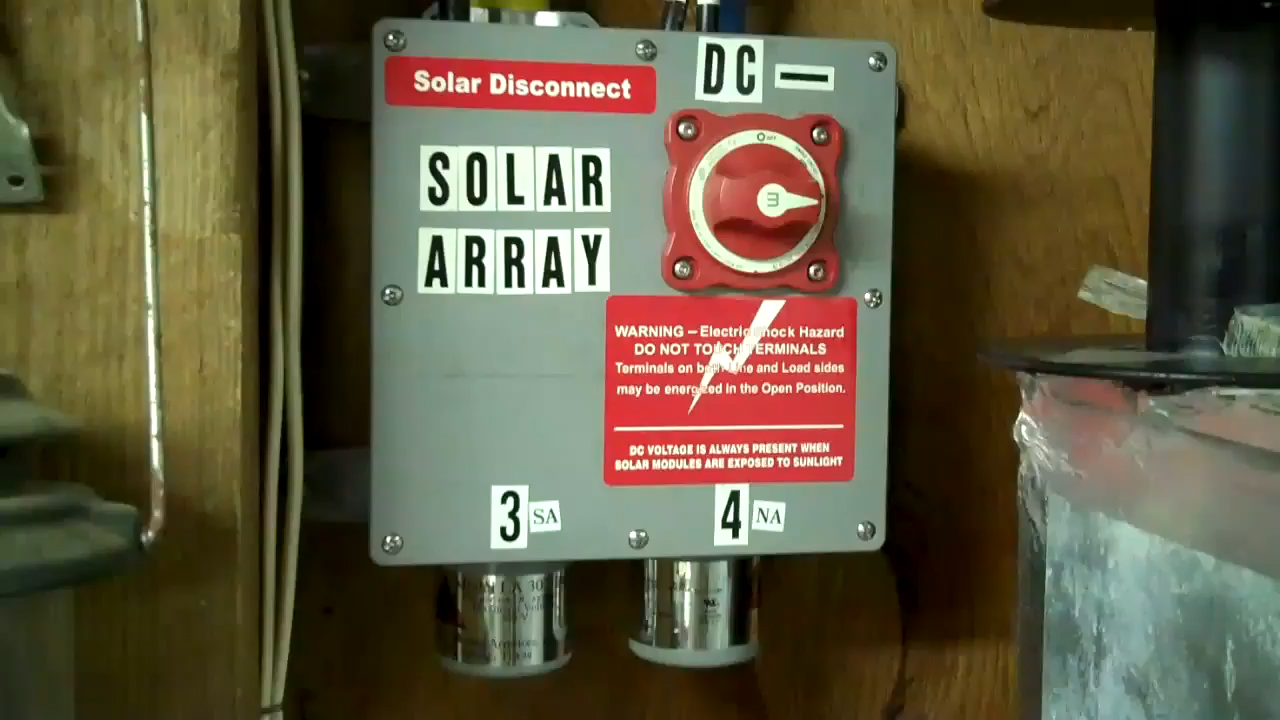 Solar Disconnect
DC —
SOLAR
ARRAY
OFF
WARNING – Electric Shock Hazard
DO NOT TOUCH TERMINALS
Terminals on both Line and Load sides
may be energized in the Open Position.
DC VOLTAGE IS ALWAYS PRESENT WHEN
SOLAR MODULES ARE EXPOSED TO SUNLIGHT
3 SA
4 NA